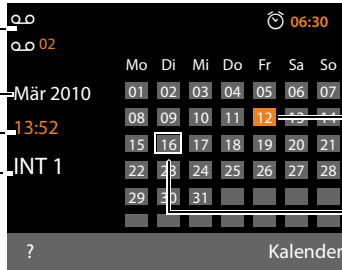 06:30
02
Mo Di Mi Do Fr Sa So
Mär 2010
01 02 03 04 05 06 07
13:52
08 09 10 11 12 13 14
15 16 17 18 19 20 21
INT 1
22 23 24 25 26 27 28
29 30 31
? Kalender